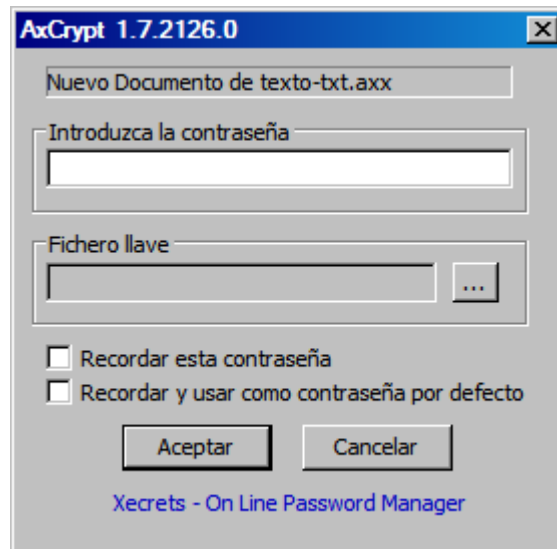 AxCrypt 1.7.2126.0
Nuevo Documento de texto-txt.axx
Introduzca la contraseña
Fichero llave
...
Recordar esta contraseña
Recordar y usar como contraseña por defecto
Aceptar Cancelar
Xecrets - On Line Password Manager